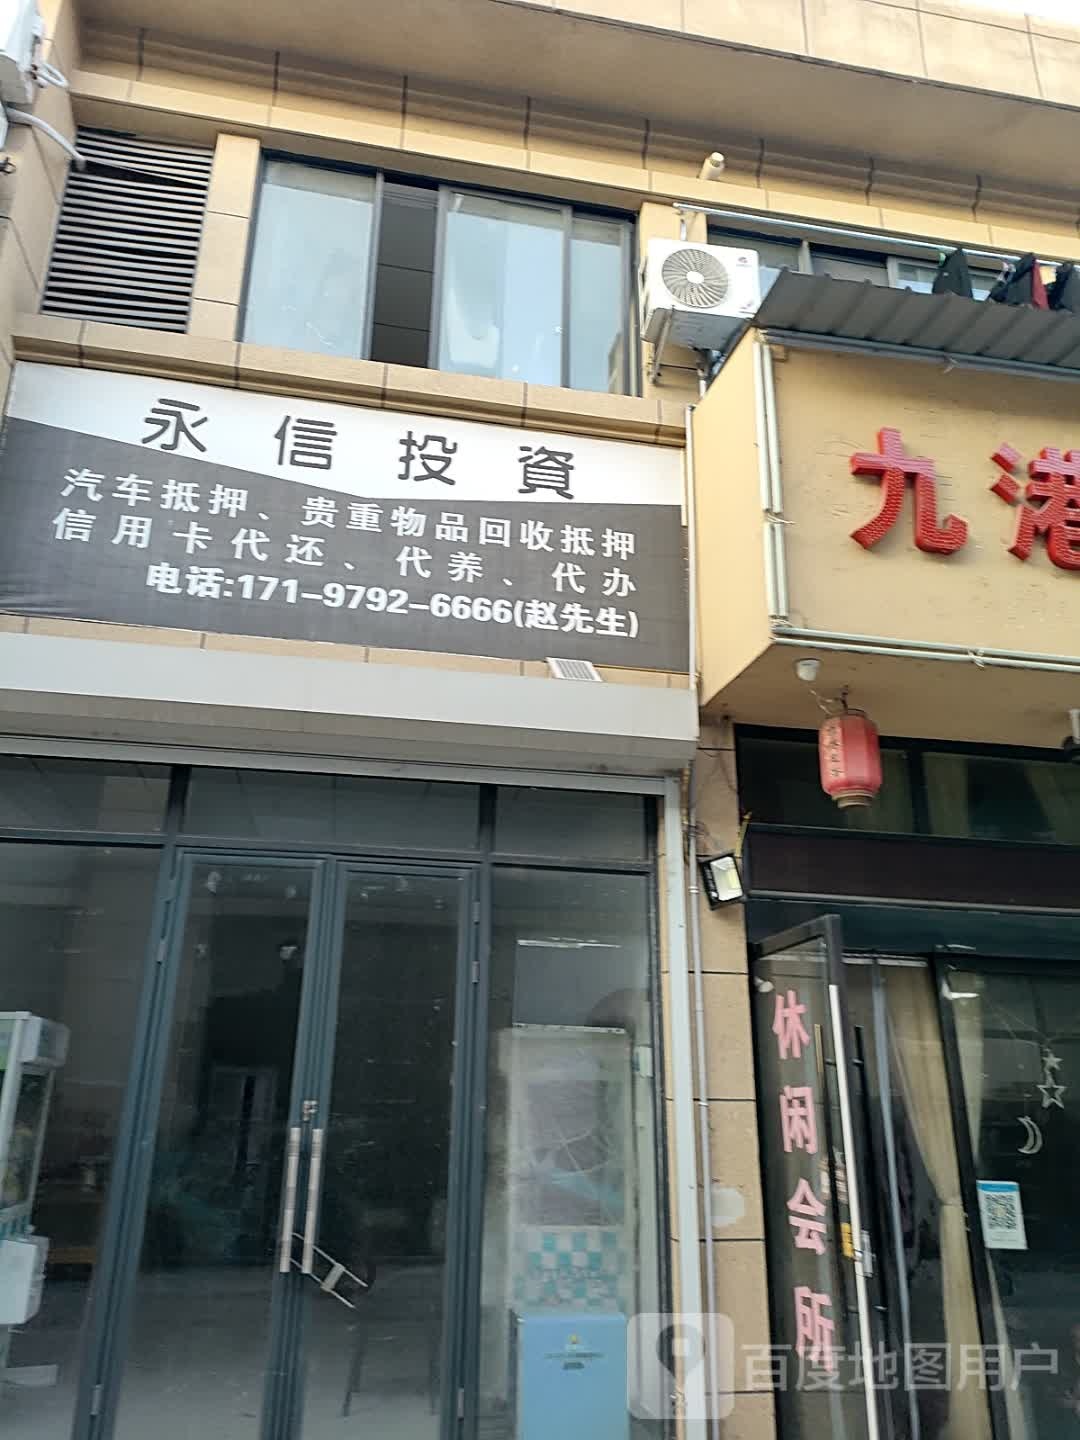 永信投資
汽车抵押、贵重物品回收抵押
信用卡代还、代养、代办
电话:171-9792-6666(赵先生)
九港
休闲会所
百度地图用户